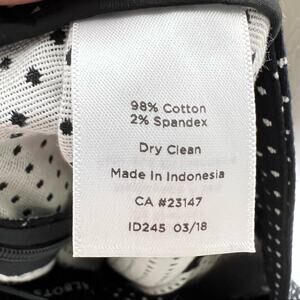 98% Cotton
2% Spandex
Dry Clean
Made in Indonesia
CA #23147
ID245 03/18